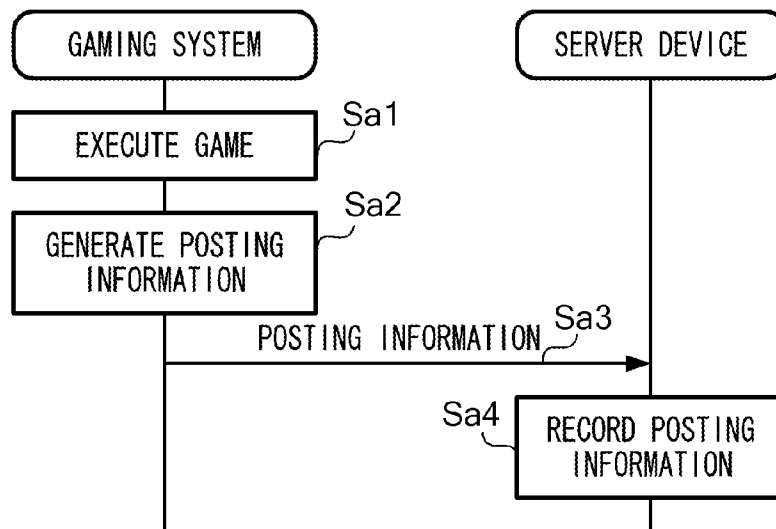 GAMING SYSTEM
SERVER DEVICE
Sa1
EXECUTE GAME
Sa2
GENERATE POSTING
INFORMATION
POSTING INFORMATION
Sa3
Sa4
RECORD POSTING
INFORMATION